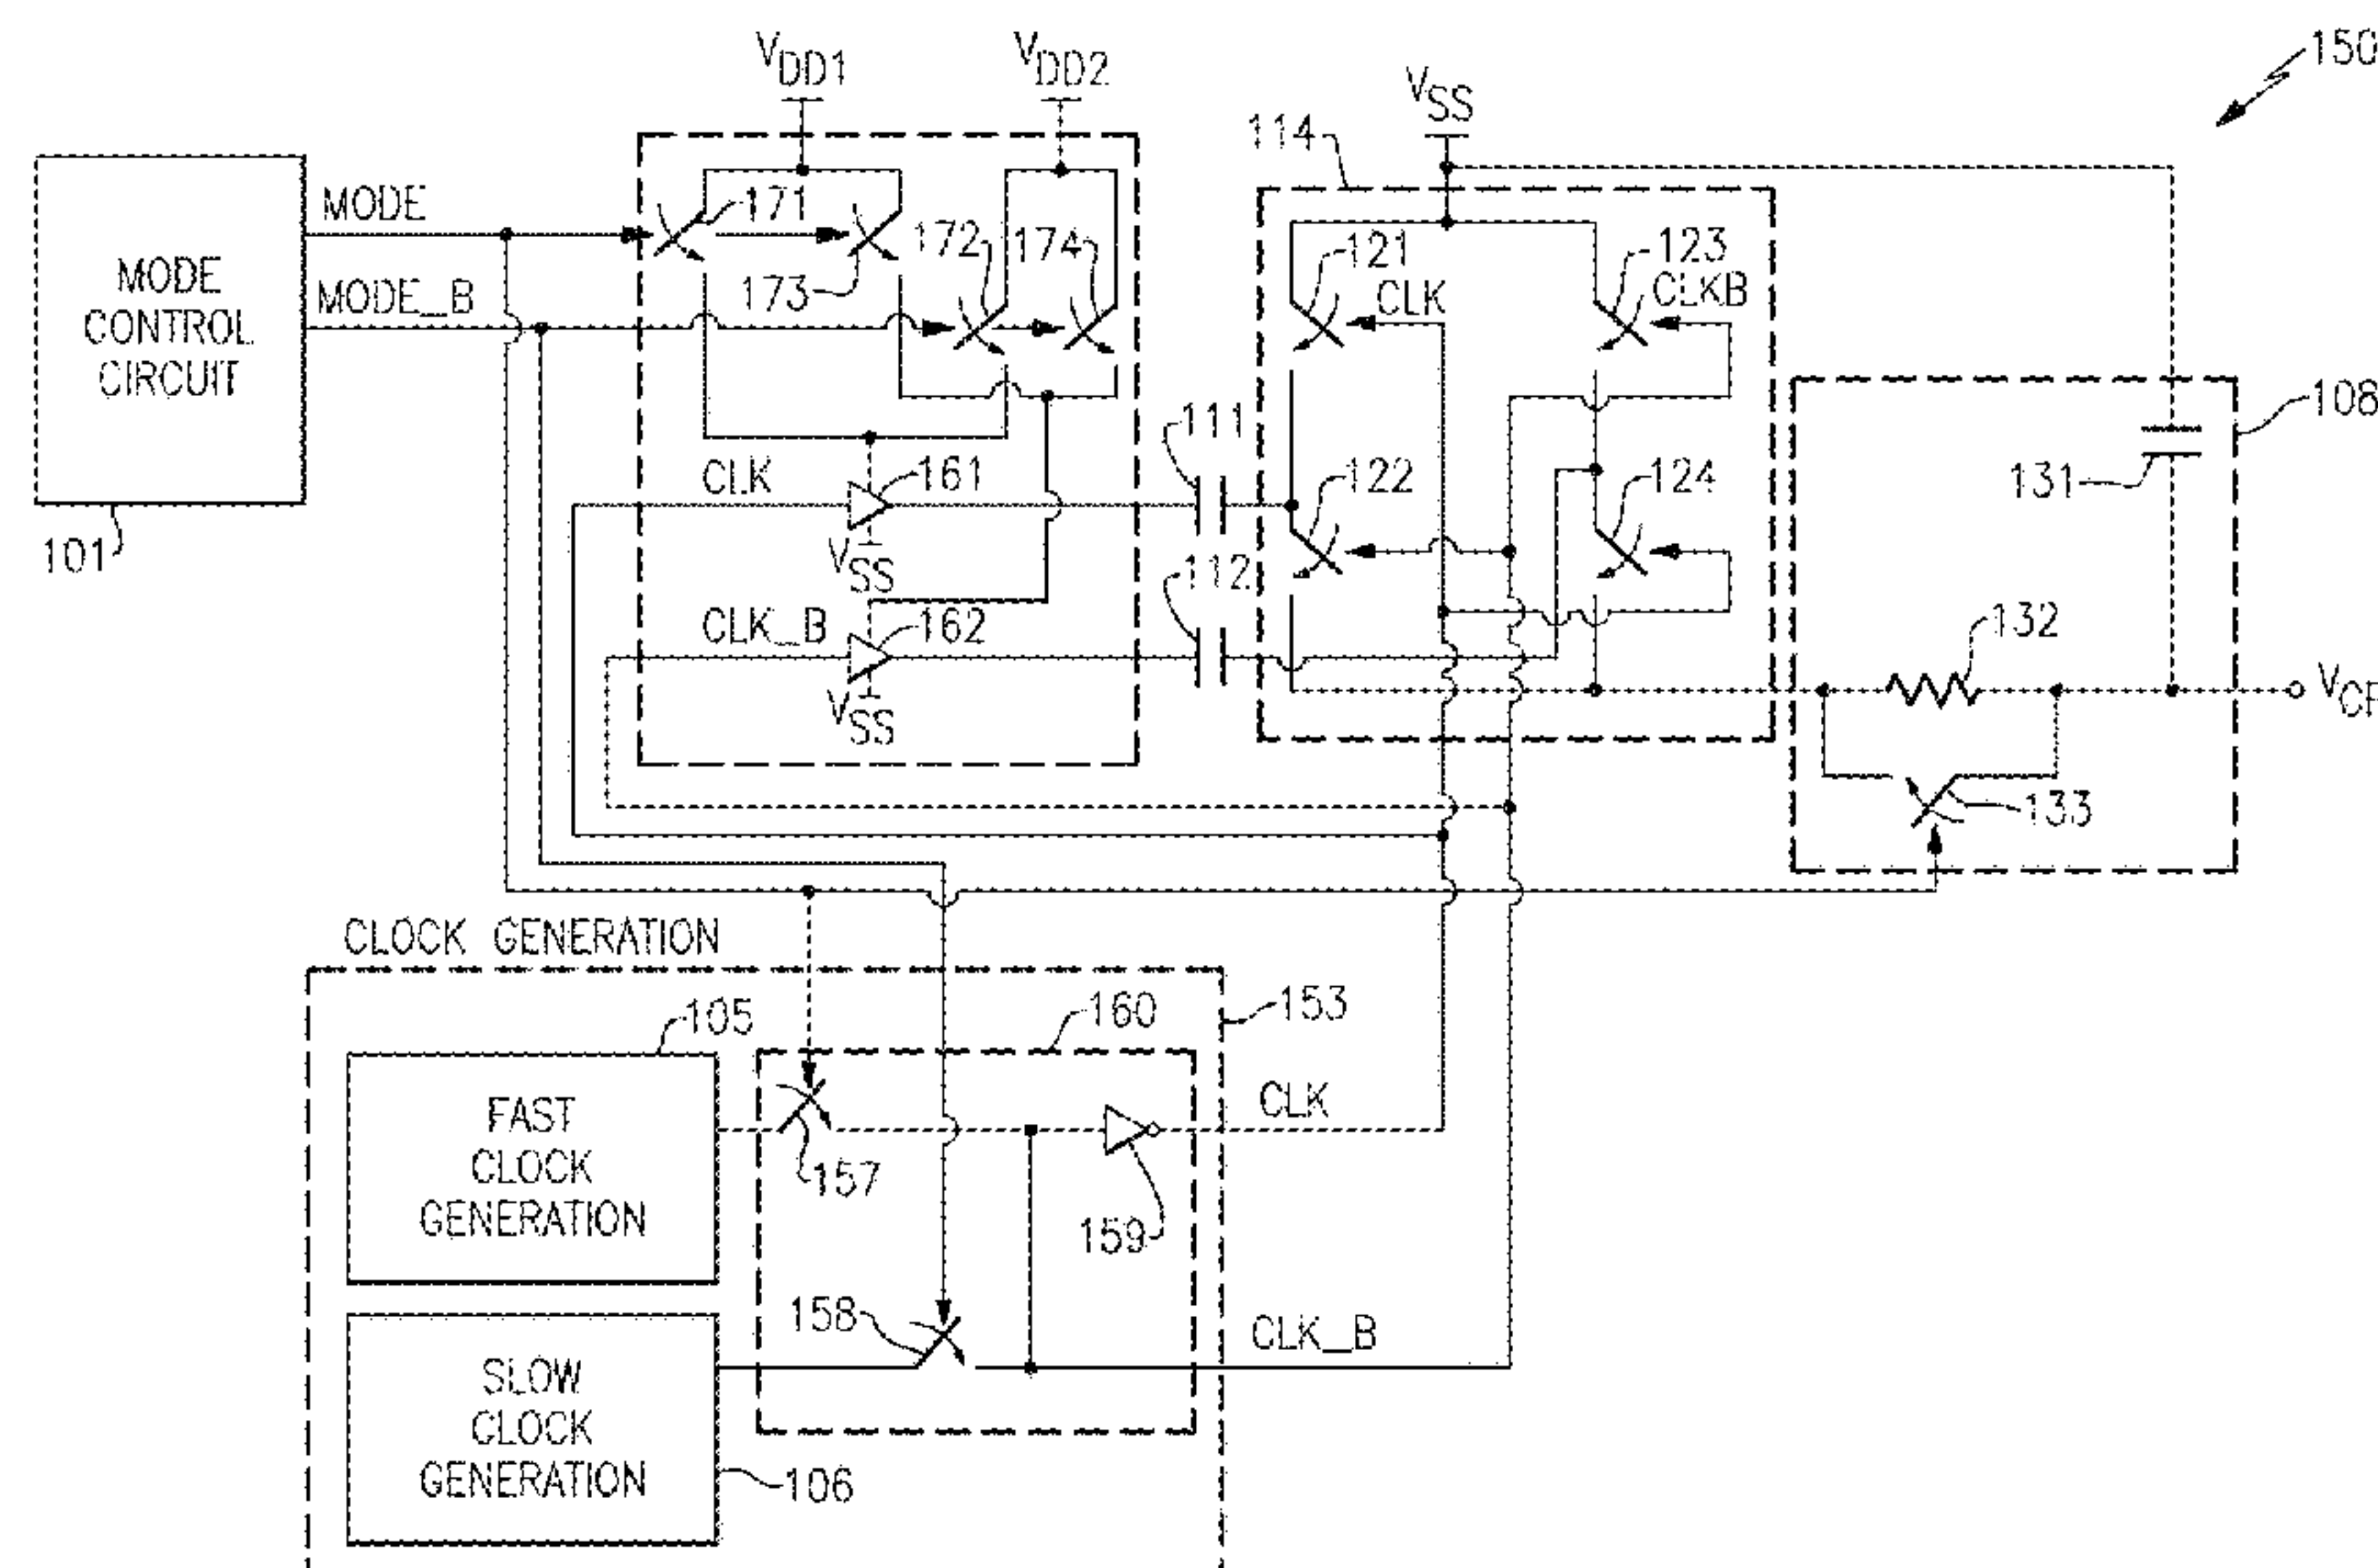 150
VDD1
VDD2
VSS
114
MODE
CONTROL
CIRCUIT
101
MODE
MODE_B
171
173
172
174
121
CLK
123
CLKB
108
111
122
124
131
CLK
161
VSS
112
CLK_B
162
VSS
132
133
CLOCK GENERATION
153
105
160
FAST
CLOCK
GENERATION
157
159
CLK
158
CLK_B
SLOW
CLOCK
GENERATION
106